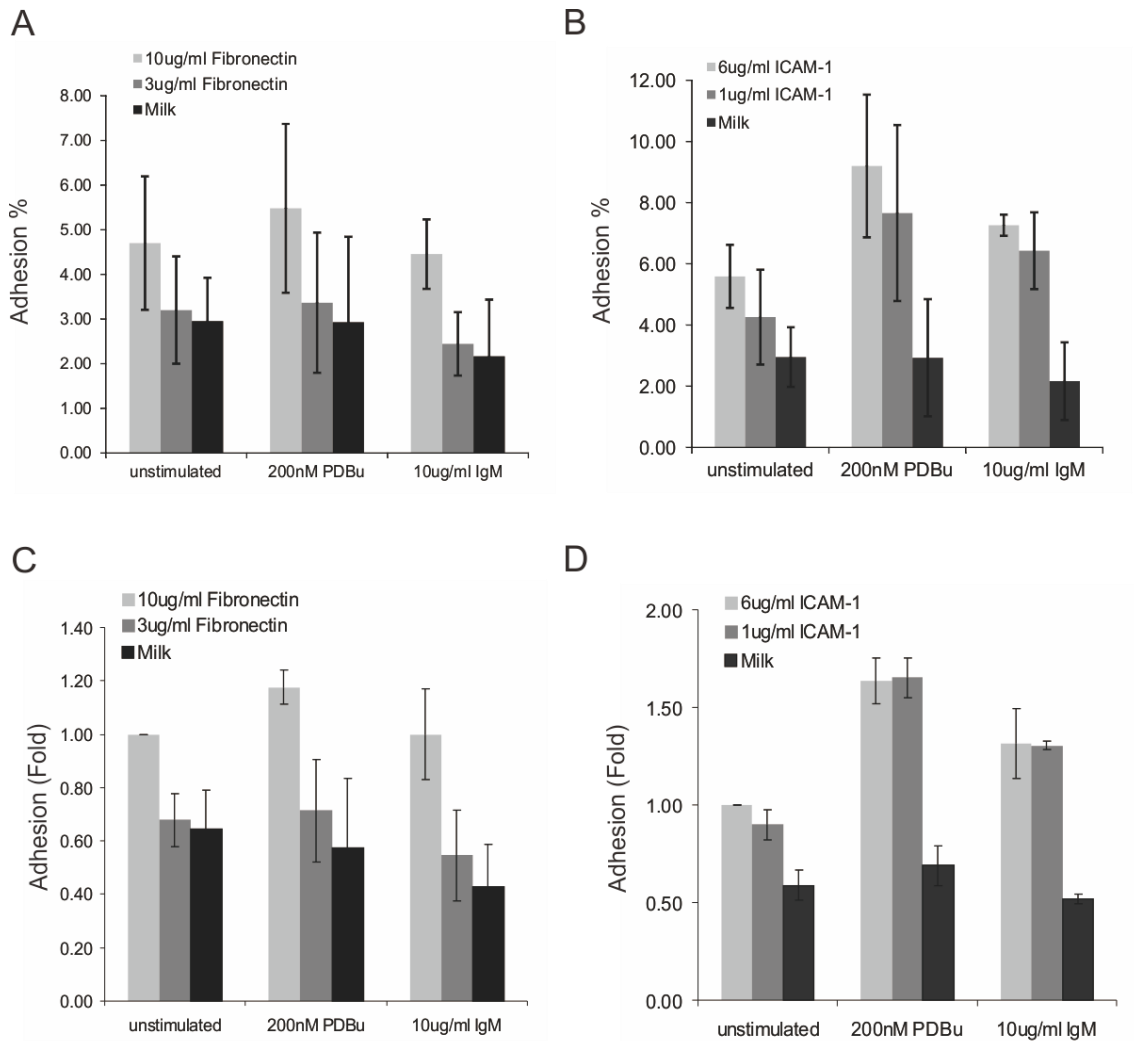 A
10ug/ml Fibronectin
3ug/ml Fibronectin
Milk
8.00
7.00
6.00
5.00
4.00
3.00
2.00
1.00
0.00
Adhesion %
unstimulated
200nM PDBu
10ug/ml IgM
B
6ug/ml ICAM-1
1ug/ml ICAM-1
Milk
12.00
10.00
8.00
6.00
4.00
2.00
0.00
Adhesion %
unstimulated
200nM PDBu
10ug/ml IgM
C
10ug/ml Fibronectin
3ug/ml Fibronectin
Milk
1.40
1.20
1.00
0.80
0.60
0.40
0.20
0.00
Adhesion (Fold)
unstimulated
200nM PDBu
10ug/ml IgM
D
6ug/ml ICAM-1
1ug/ml ICAM-1
Milk
2.00
1.50
1.00
0.50
0.00
Adhesion (Fold)
unstimulated
200nM PDBu
10ug/ml IgM